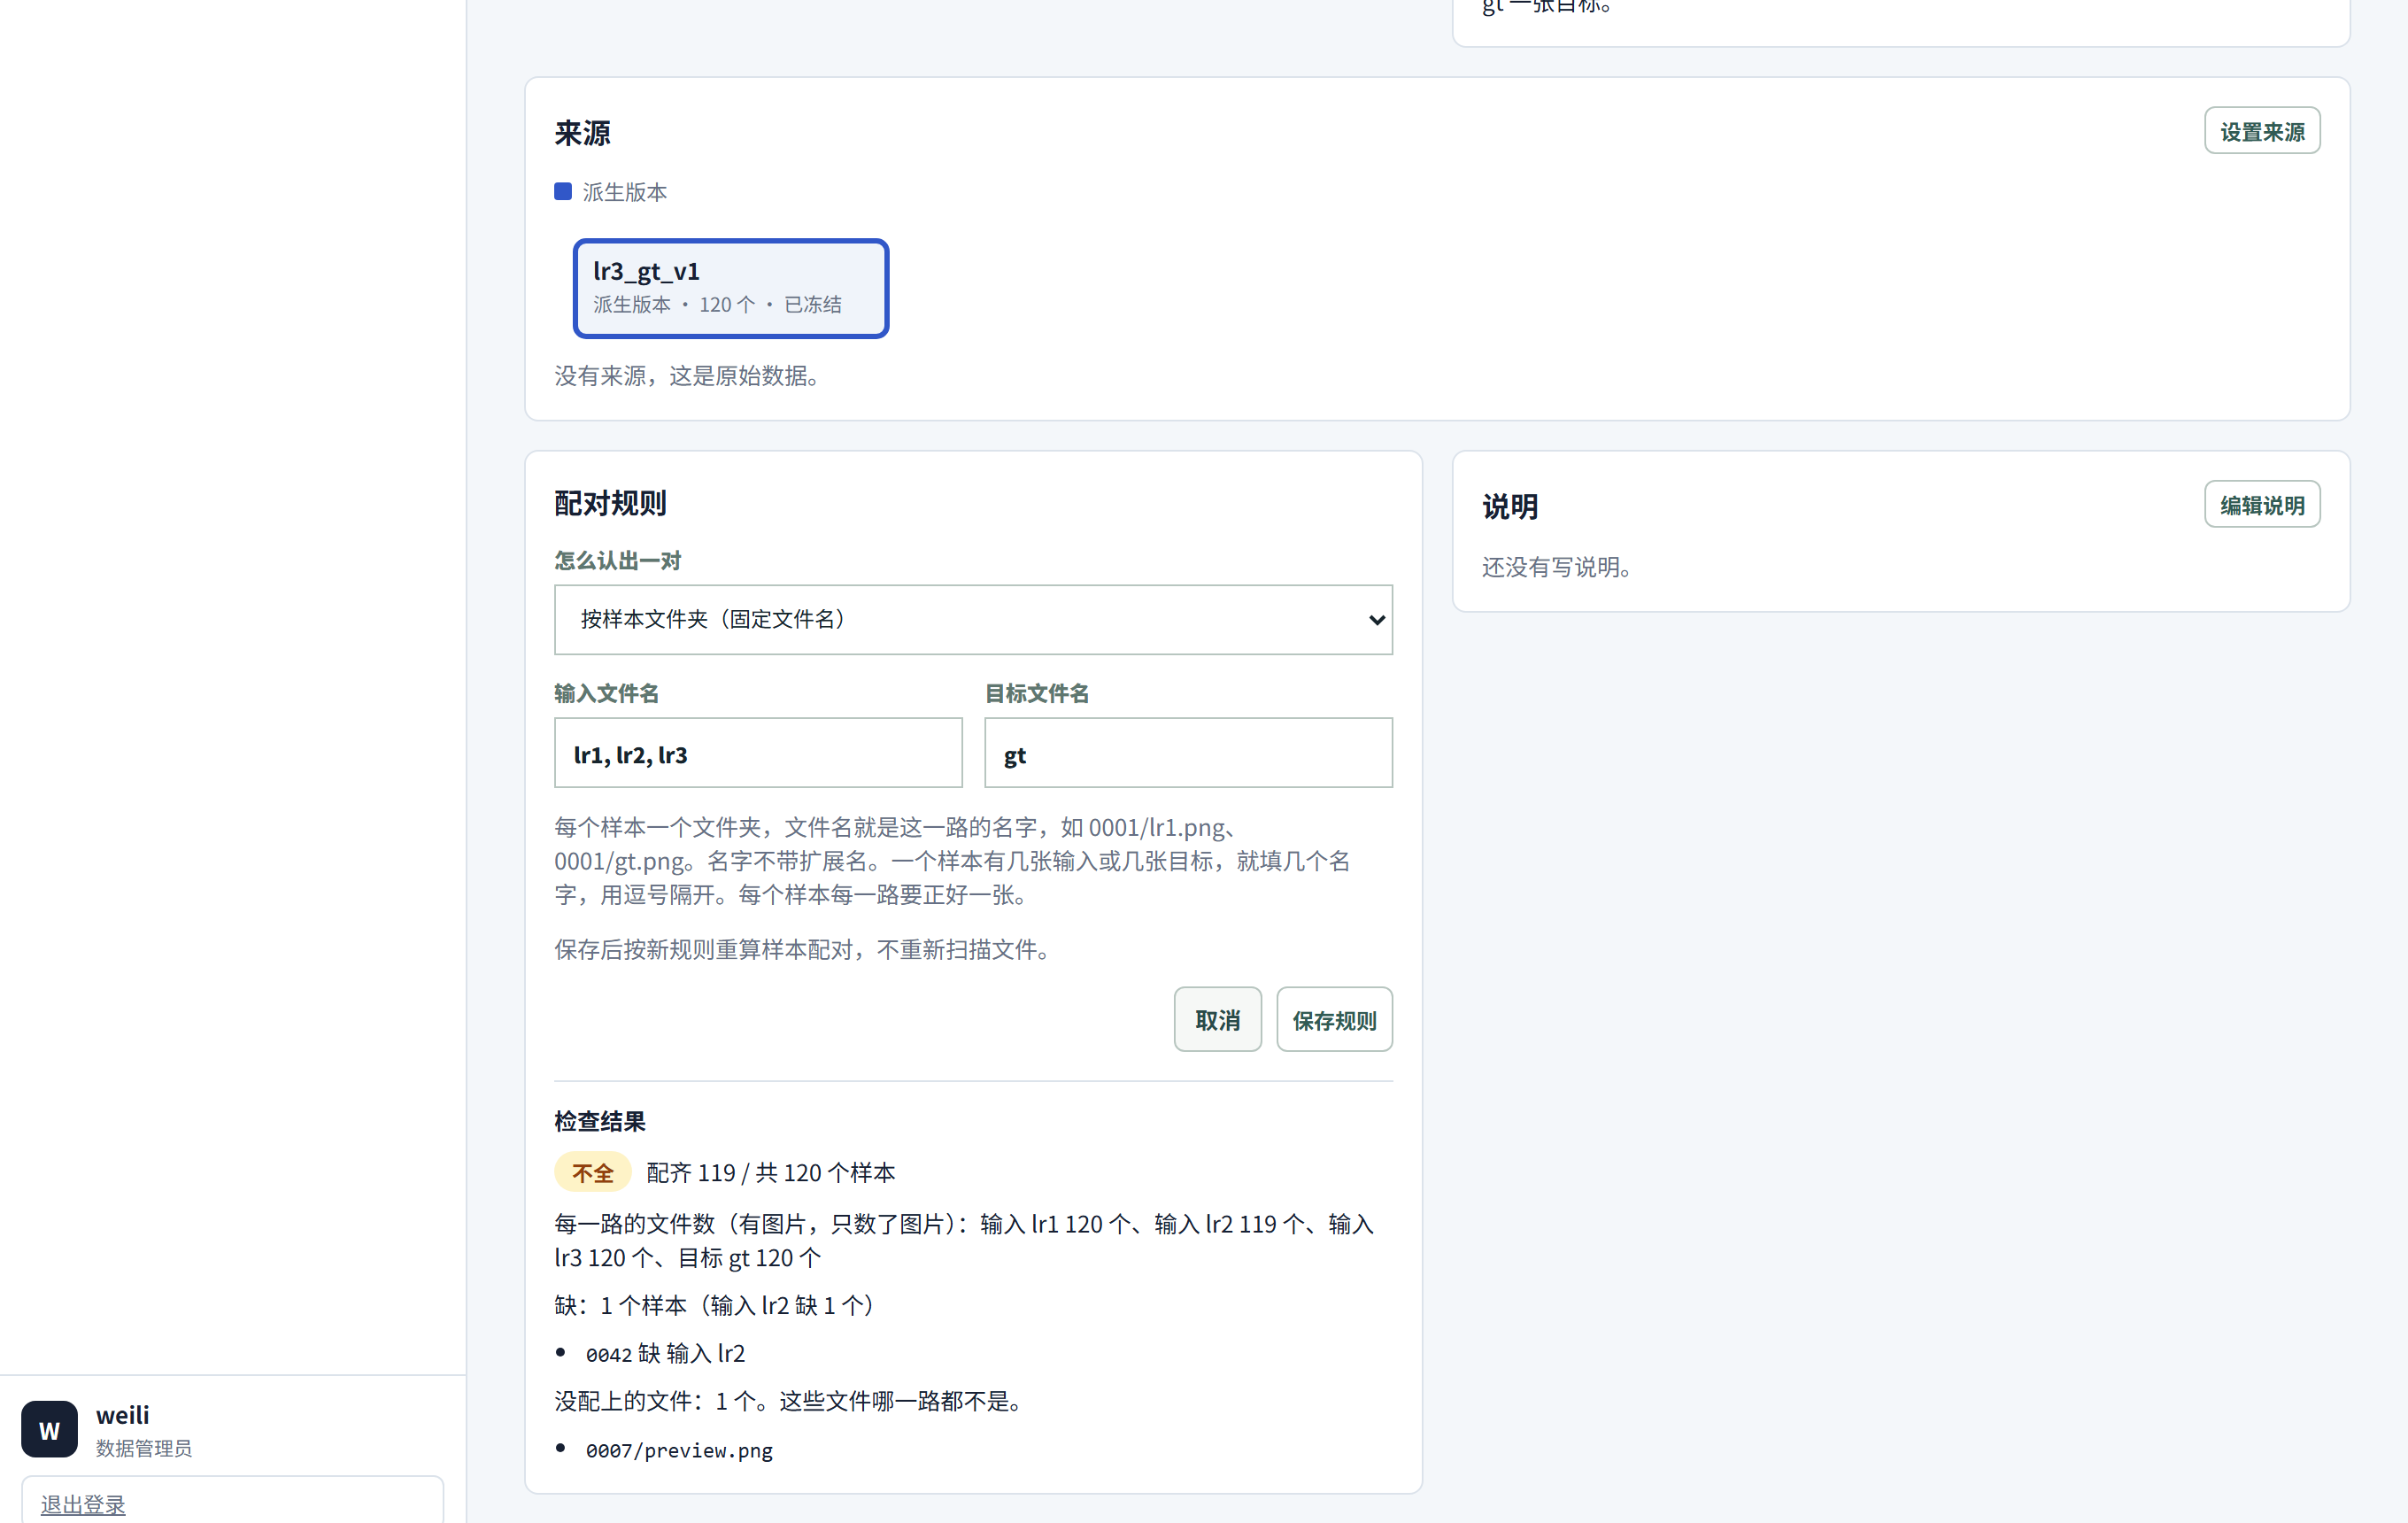 gt 一张目标。
来源
设置来源
派生版本
lr3_gt_v1
派生版本 · 120 个 · 已冻结
没有来源，这是原始数据。
配对规则
怎么认出一对
按样本文件夹（固定文件名）
输入文件名
目标文件名
lr1, lr2, lr3
gt
每个样本一个文件夹，文件名就是这一路的名字，如 0001/lr1.png、
0001/gt.png。名字不带扩展名。一个样本有几张输入或几张目标，就填几个名
字，用逗号隔开。每个样本每一路要正好一张。
保存后按新规则重算样本配对，不重新扫描文件。
取消
保存规则
检查结果
不全
配齐 119 / 共 120 个样本
每一路的文件数（有图片，只数了图片）：输入 lr1 120 个、输入 lr2 119 个、输入
lr3 120 个、目标 gt 120 个
缺：1 个样本（输入 lr2 缺 1 个）
• 0042 缺 输入 lr2
没配上的文件：1 个。这些文件哪一路都不是。
• 0007/preview.png
说明
编辑说明
还没有写说明。
W
weili
数据管理员
退出登录